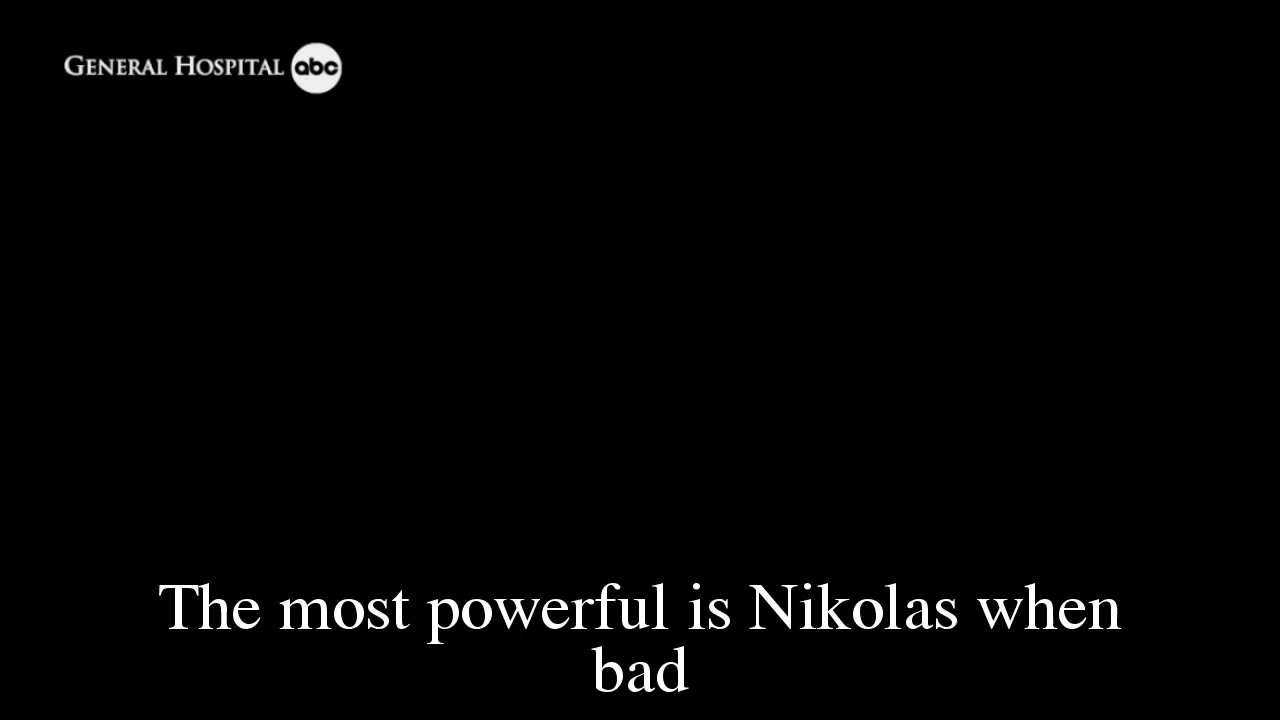 GENERAL HOSPITAL abc
The most powerful is Nikolas when
bad